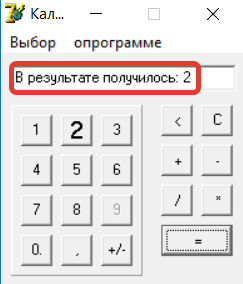 Кал...
Выбор опрограмме
В результате получилось: 2
1 2 3 < C
4 5 6 + -
7 8 9 / *
0. , +/- =